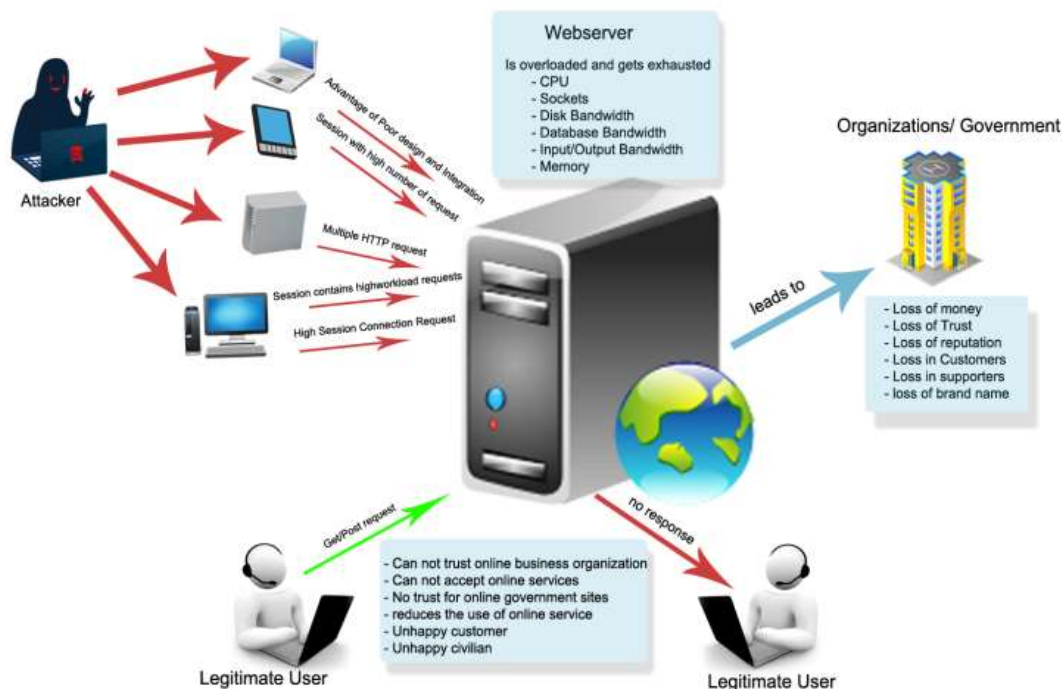 Webserver
Is overloaded and gets exhausted
- CPU
- Sockets
- Disk Bandwidth
- Database Bandwidth
- Input/Output Bandwidth
- Memory
Attacker
Advantage of Poor design and Integration
Session with high number of request
Multiple HTTP request
Session contains highworkload requests
High Session Connection Request
Organizations/ Government
leads to
- Loss of money
- Loss of Trust
- Loss of reputation
- Loss in Customers
- Loss in supporters
- loss of brand name
Get/Post request
no response
- Can not trust online business organization
- Can not accept online services
- No trust for online government sites
- reduces the use of online service
- Unhappy customer
- Unhappy civilian
Legitimate User
Legitimate User